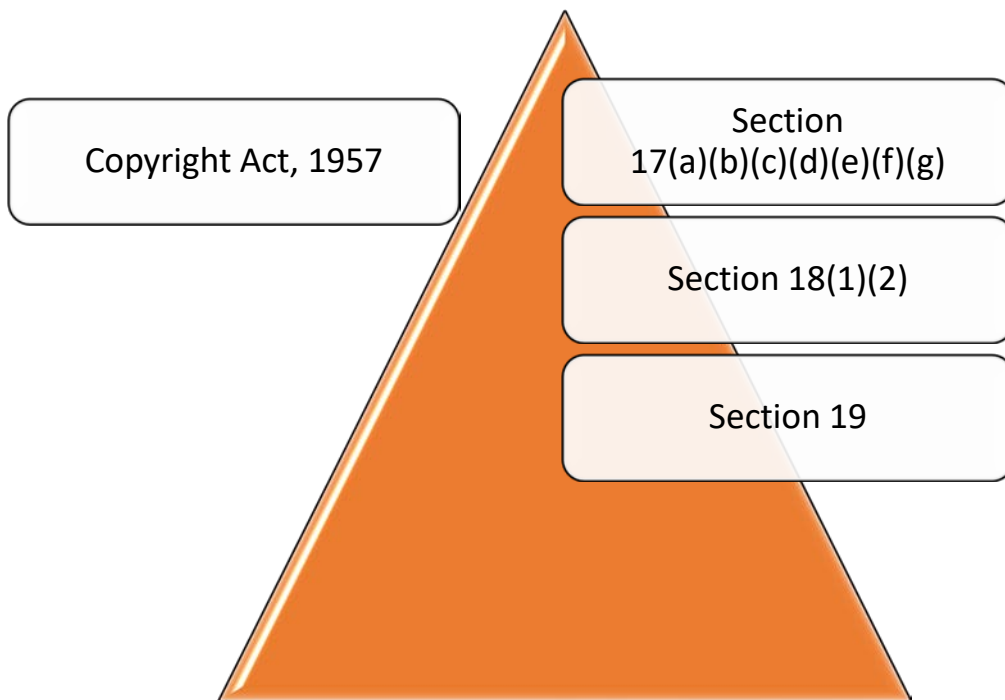 Copyright Act, 1957
Section
17(a)(b)(c)(d)(e)(f)(g)
Section 18(1)(2)
Section 19